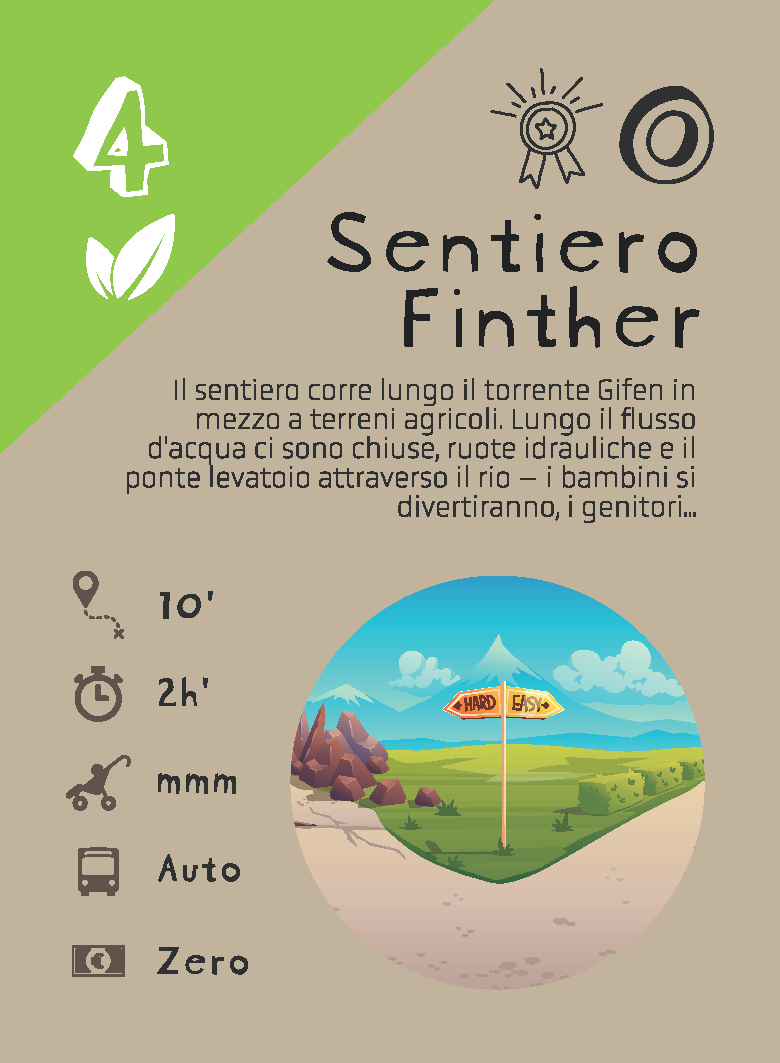 4
0
Sentiero
Finther
Il sentiero corre lungo il torrente Gifen in
mezzo a terreni agricoli. Lungo il flusso
d'acqua ci sono chiuse, ruote idrauliche e il
ponte levatoio attraverso il rio – i bambini si
divertiranno, i genitori...
10'
2h'
mmm
Auto
Zero
HARD EASY